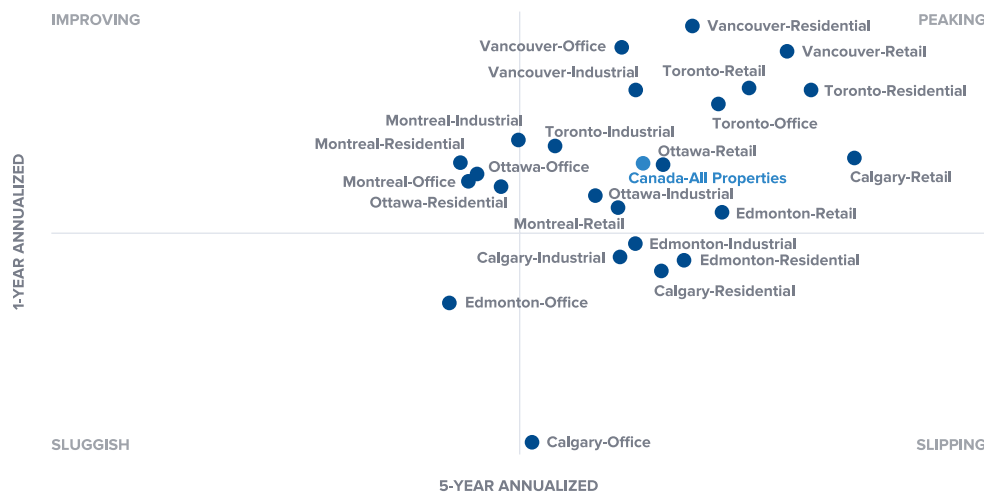 IMPROVING
PEAKING
Vancouver-Residential
Vancouver-Office
Vancouver-Retail
Vancouver-Industrial
Toronto-Retail
Toronto-Residential
Montreal-Industrial
Toronto-Office
Toronto-Industrial
Montreal-Residential
Ottawa-Retail
Ottawa-Office
Calgary-Retail
Canada-All Properties
Montreal-Office
Ottawa-Industrial
Ottawa-Residential
Edmonton-Retail
Montreal-Retail
Edmonton-Industrial
Calgary-Industrial
Edmonton-Residential
Calgary-Residential
Edmonton-Office
1-YEAR ANNUALIZED
Calgary-Office
SLUGGISH
SLIPPING
5-YEAR ANNUALIZED